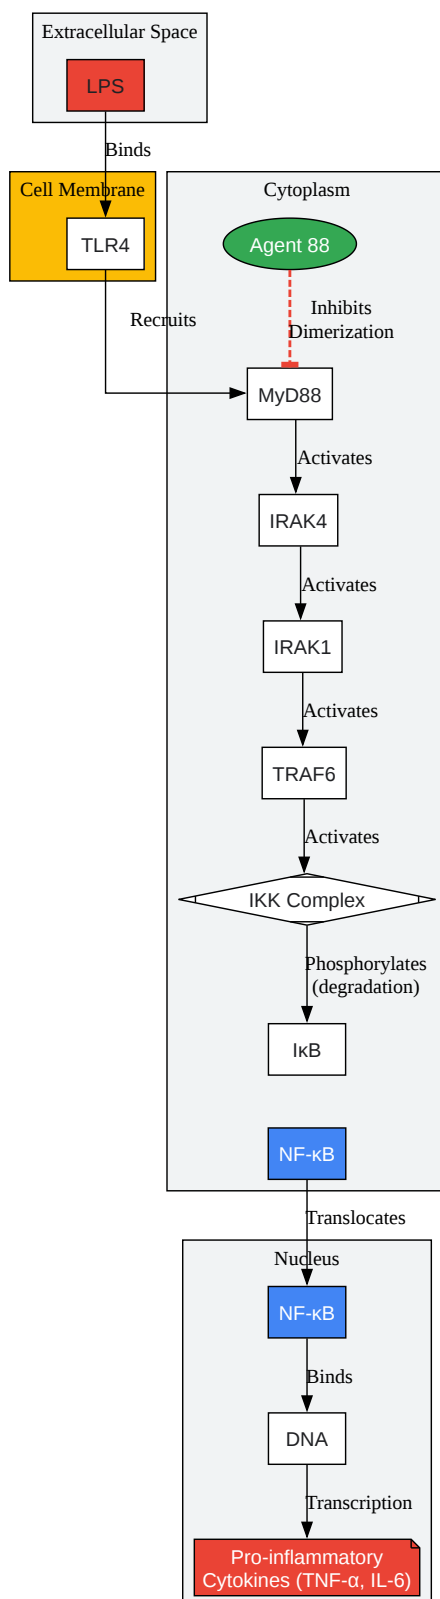 Extracellular Space
LPS
Binds
Cell Membrane
TLR4
Cytoplasm
Agent 88
Recruits
Inhibits
Dimerization
MyD88
Activates
IRAK4
Activates
IRAK1
Activates
TRAF6
Activates
IKK Complex
Phosphorylates
(degradation)
IκB
NF-κB
Translocates
Nucleus
NF-κB
Binds
DNA
Transcription
Pro-inflammatory
Cytokines (TNF-α, IL-6)